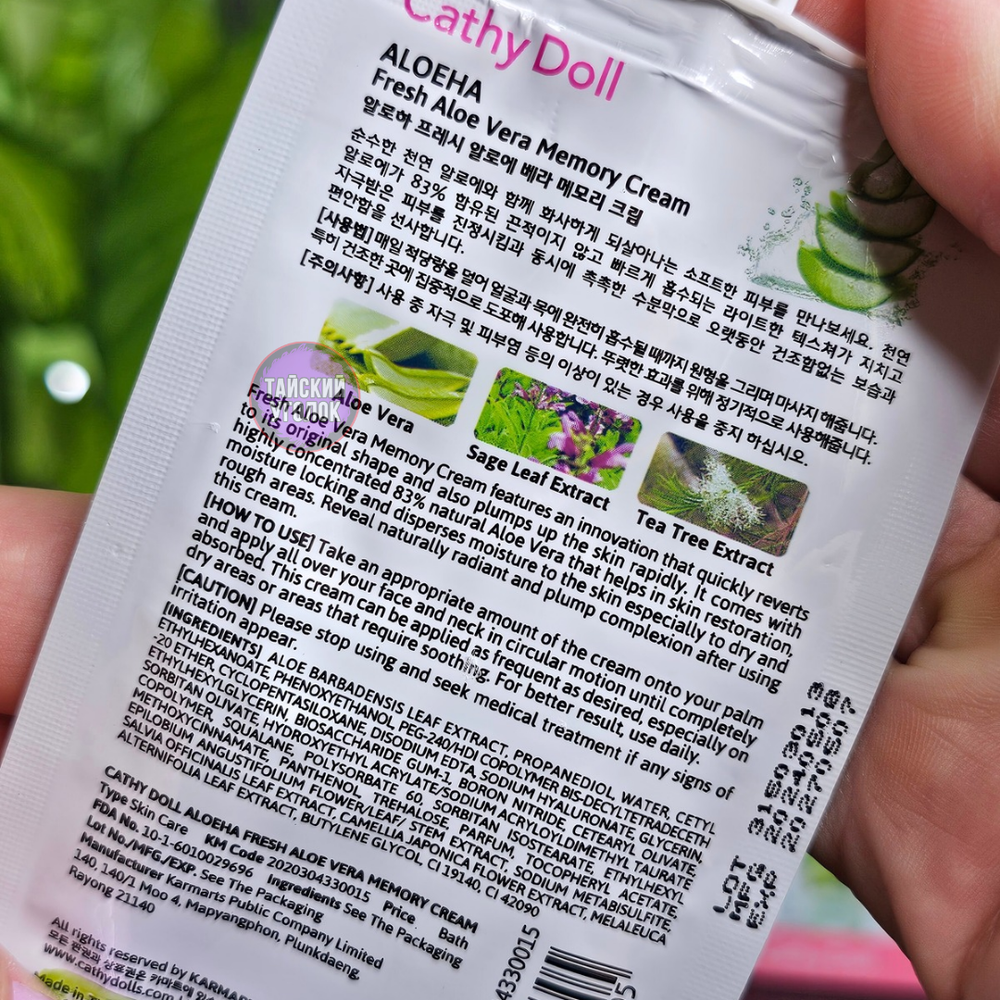 Cathy Doll
ALOEHA
Fresh Aloe Vera Memory Cream
알로하 프레시 알로에 베라 메모리 크림
순수한 천연 알로에와 함께 화사하게 되살아나는 소프트한 피부를 만나보세요. 천연
알로에가 83% 함유된 끈적이지 않고 빠르게 흡수되는 라이트한 텍스쳐가 지치고
자극받은 피부를 진정시킴과 동시에 촉촉한 수분막으로 오랫동안 건조함없는 보습과
편안함을 선사합니다.
[사용법] 매일 적당량을 덜어 얼굴과 목에 완전히 흡수될 때까지 원형을 그리며 마사지 해줍니다.
특히 건조한 곳에 집중적으로 도포해 사용합니다. 뚜렷한 효과를 위해 정기적으로 사용해줍니다.
[주의사항] 사용 중 자극 및 피부염 등의 이상이 있는 경우 사용을 중지 하십시오.
ТАЙСКИЙ
УГОЛОК
Aloe Vera
Sage Leaf Extract
Tea Tree Extract
Fresh Aloe Vera Memory Cream features an innovation that quickly reverts
to its original shape and also plumps up the skin rapidly. It comes with
highly concentrated 83% natural Aloe Vera that helps in skin restoration,
moisture locking and disperses moisture to the skin especially to dry and
rough areas. Reveal naturally radiant and plump complexion after using
this cream.
[HOW TO USE] Take an appropriate amount of the cream onto your palm
and apply all over your face and neck in circular motion until completely
absorbed. This cream can be applied as frequent as desired, especially on
dry areas or areas that require soothing. For better result, use daily.
[CAUTION] Please stop using and seek medical treatment if any signs of
irritation appear.
[INGREDIENTS] ALOE BARBADENSIS LEAF EXTRACT, PROPANEDIOL, WATER, CETYL
ETHYLHEXANOATE, PHENOXYETHANOL, PEG-240/HDI COPOLYMER BIS-DECYLTETRADECETH
-20 ETHER, CYCLOPENTASILOXANE, DISODIUM EDTA, SODIUM HYALURONATE, GLYCERIN,
ETHYLHEXYLGLYCERIN, BIOSACCHARIDE GUM-1, BORON NITRIDE, CETEARYL OLIVATE,
SORBITAN OLIVATE, HYDROXYETHYL ACRYLATE/SODIUM ACRYLOYLDIMETHYL TAURATE
COPOLYMER, SQUALANE, POLYSORBATE 60, SORBITAN ISOSTEARATE, ETHYLHEXYL
METHOXYCINNAMATE, PANTHENOL, TREHALOSE, PARFUM, TOCOPHERYL ACETATE,
EPILOBIUM ANGUSTIFOLIUM FLOWER/LEAF/ STEM EXTRACT, SODIUM METABISULFITE,
SALVIA OFFICINALIS LEAF EXTRACT, CAMELLIA JAPONICA FLOWER EXTRACT, MELALEUCA
ALTERNIFOLIA LEAF EXTRACT, BUTYLENE GLYCOL, CI 19140, CI 42090
CATHY DOLL ALOEHA FRESH ALOE VERA MEMORY CREAM
Type Skin Care KM Code 2020304330015 Price Bath
FDA No. 10-1-6010029696 Ingredients See The Packaging
Lot No./MFG./EXP. See The Packaging
Manufacturer Karmarts Public Company Limited
140, 140/1 Moo 4, Mapyangphon, Plunkdaeng,
Rayong 21140
All rights reserved by KARMAR
www.cathydolls.com
Made in T
LOT
MFG
EXP
4330015